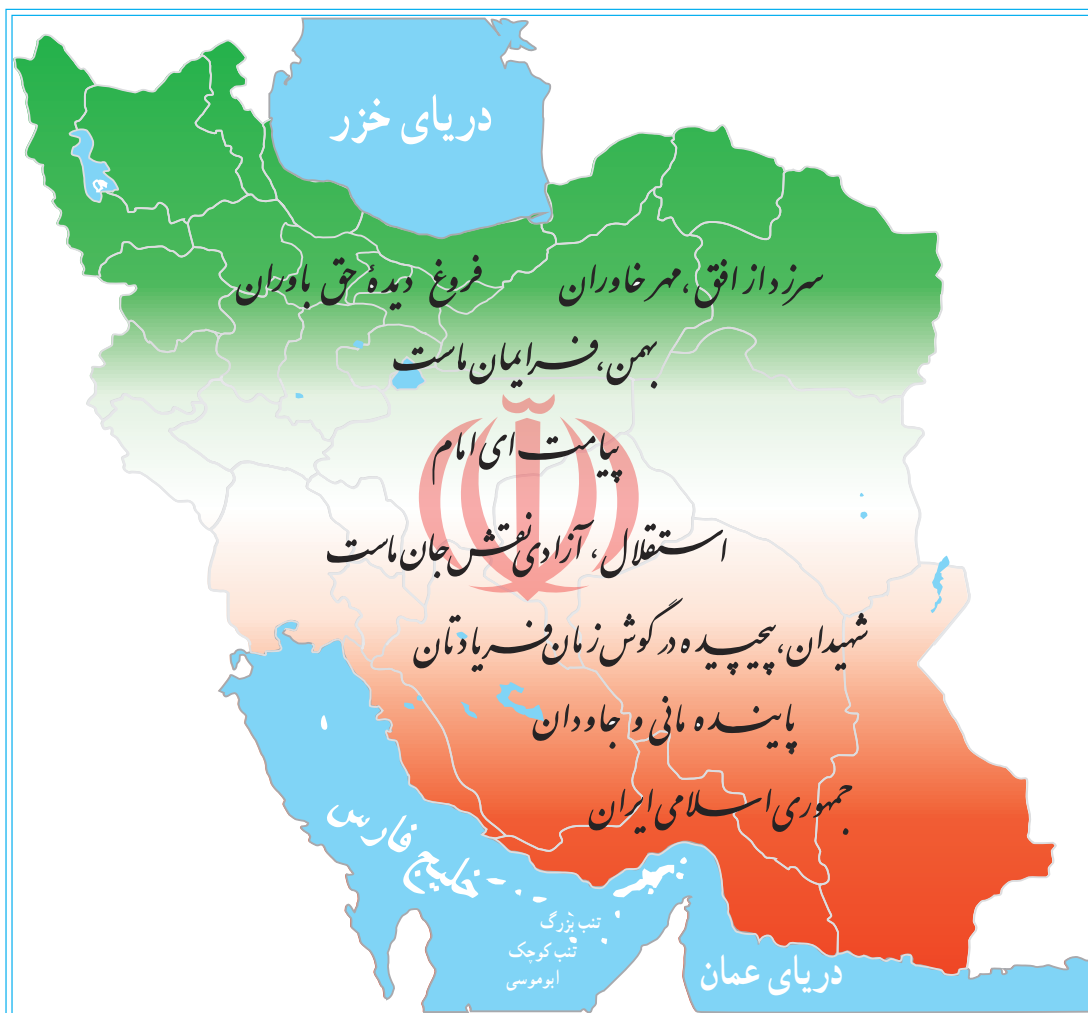 دریای خزر
سر زد از افق، مهر خاوران فروغ دیدهٔ حق باوران
بهمن، فر ایمان ماست
پیامت ای امام
استقلال، آزادی نقش جان ماست
شهیدان، پیچیده در گوش زمان فریادتان
پاینده مانی و جاودان
جمهوری اسلامی ایران
خلیج فارس
تنب بزرگ
تنب کوچک
ابوموسی
دریای عمان